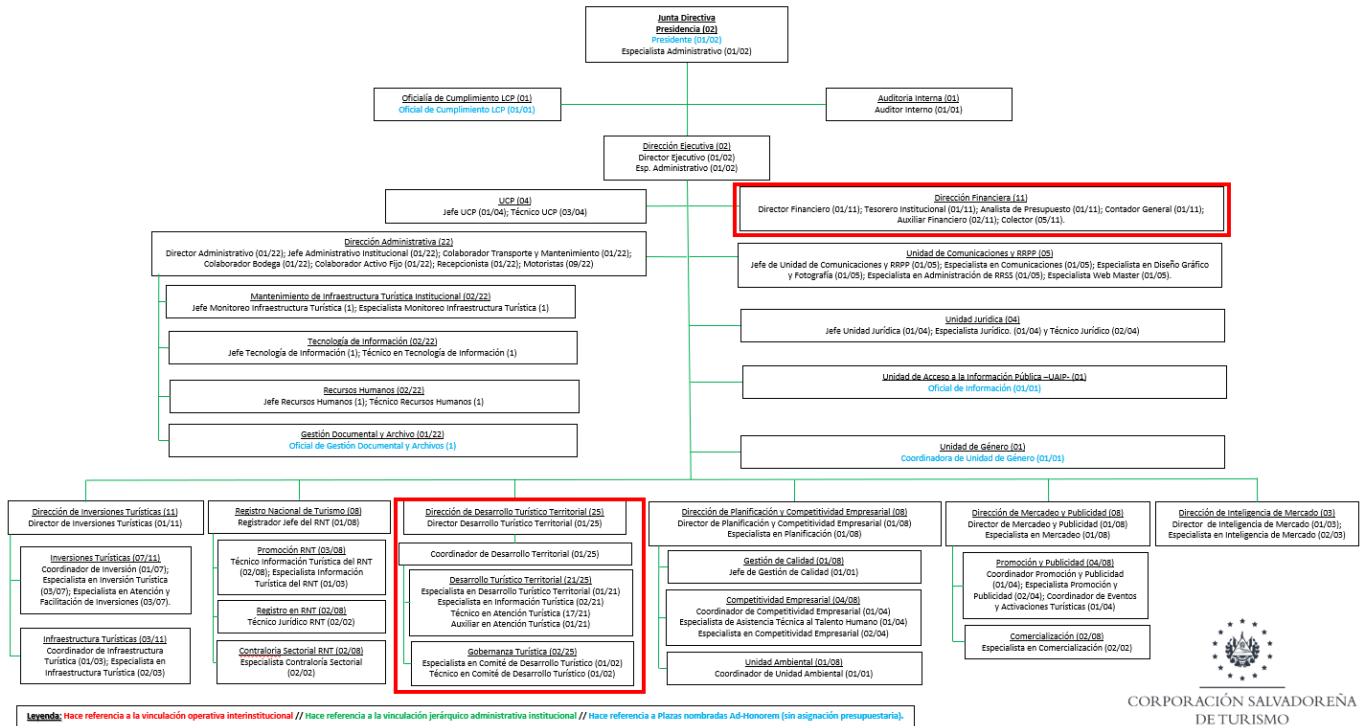 Junta Directiva
Presidencia (02)
Presidente (01/02)
Especialista Administrativo (01/02)
Oficialía de Cumplimiento LCP (01)
Oficial de Cumplimiento LCP (01/01)
Auditoria Interna (01)
Auditor Interno (01/01)
Dirección Ejecutiva (02)
Director Ejecutivo (01/02)
Esp. Administrativo (01/02)
UCP (04)
Jefe UCP (01/04); Técnico UCP (03/04)
Dirección Financiera (11)
Director Financiero (01/11); Tesorero Institucional (01/11); Analista de Presupuesto (01/11); Contador General (01/11);
Auxiliar Financiero (02/11); Colector (05/11).
Dirección Administrativa (22)
Director Administrativo (01/22); Jefe Administrativo Institucional (01/22); Colaborador Transporte y Mantenimiento (01/22);
Colaborador Bodega (01/22); Colaborador Activo Fijo (01/22); Recepcionista (01/22); Motoristas (09/22)
Unidad de Comunicaciones y RRPP (05)
Jefe de Unidad de Comunicaciones y RRPP (01/05); Especialista en Comunicaciones (01/05); Especialista en Diseño Gráfico
y Fotografía (01/05); Especialista en Administración de RRSS (01/05); Especialista Web Master (01/05).
Mantenimiento de Infraestructura Turística Institucional (02/22)
Jefe Monitoreo Infraestructura Turística (1); Especialista Monitoreo Infraestructura Turística (1)
Unidad Jurídica (04)
Jefe Unidad Jurídica (01/04); Especialista Jurídico. (01/04) y Técnico Jurídico (02/04)
Tecnología de Información (02/22)
Jefe Tecnología de Información (1); Técnico en Tecnología de Información (1)
Unidad de Acceso a la Información Pública –UAIP- (01)
Oficial de Información (01/01)
Recursos Humanos (02/22)
Jefe Recursos Humanos (1); Técnico Recursos Humanos (1)
Gestión Documental y Archivo (01/22)
Oficial de Gestión Documental y Archivos (1)
Unidad de Género (01)
Coordinadora de Unidad de Género (01/01)
Dirección de Inversiones Turísticas (11)
Director de Inversiones Turísticas (01/11)
Inversiones Turísticas (07/11)
Coordinador de Inversión (01/07);
Especialista en Inversión Turística
(03/07); Especialista en Atención y
Facilitación de Inversiones (03/07).
Infraestructura Turísticas (03/11)
Coordinador de Infraestructura
Turística (01/03); Especialista en
Infraestructura Turística (02/03)
Registro Nacional de Turismo (08)
Registrador Jefe del RNT (01/08)
Promoción RNT (03/08)
Técnico Información Turística del RNT
(02/08); Especialista Información
Turística del RNT (01/03)
Registro en RNT (02/08)
Técnico Jurídico RNT (02/02)
Contraloría Sectorial RNT (02/08)
Especialista Contraloría Sectorial
(02/02)
Dirección de Desarrollo Turístico Territorial (25)
Director Desarrollo Turístico Territorial (01/25)
Coordinador de Desarrollo Territorial (01/25)
Desarrollo Turístico Territorial (21/25)
Especialista en Desarrollo Turístico Territorial (01/21)
Especialista en Información Turística (02/21)
Técnico en Atención Turística (17/21)
Auxiliar en Atención Turística (01/21)
Gobernanza Turística (02/25)
Especialista en Comité de Desarrollo Turístico (01/02)
Técnico en Comité de Desarrollo Turístico (01/02)
Dirección de Planificación y Competitividad Empresarial (08)
Director de Planificación y Competitividad Empresarial (01/08)
Especialista en Planificación (01/08)
Gestión de Calidad (01/08)
Jefe de Gestión de Calidad (01/01)
Competitividad Empresarial (04/08)
Coordinador de Competitividad Empresarial (01/04)
Especialista de Asistencia Técnica al Talento Humano (01/04)
Especialista en Competitividad Empresarial (02/04)
Unidad Ambiental (01/08)
Coordinador de Unidad Ambiental (01/01)
Dirección de Mercadeo y Publicidad (08)
Director de Mercadeo y Publicidad (01/08)
Especialista en Mercadeo (01/08)
Promoción y Publicidad (04/08)
Coordinador Promoción y Publicidad
(01/04); Especialista Promoción y
Publicidad (02/04); Coordinador de Eventos
y Activaciones Turísticas (01/04)
Comercialización (02/08)
Especialista en Comercialización (02/02)
Dirección de Inteligencia de Mercado (03)
Director de Inteligencia de Mercado (01/03);
Especialista en Inteligencia de Mercado (02/03)
Leyenda: Hace referencia a la vinculación operativa interinstitucional // Hace referencia a la vinculación jerárquico administrativa institucional // Hace referencia a Plazas nombradas Ad-Honorem (sin asignación presupuestaria).
CORPORACIÓN SALVADOREÑA
DE TURISMO